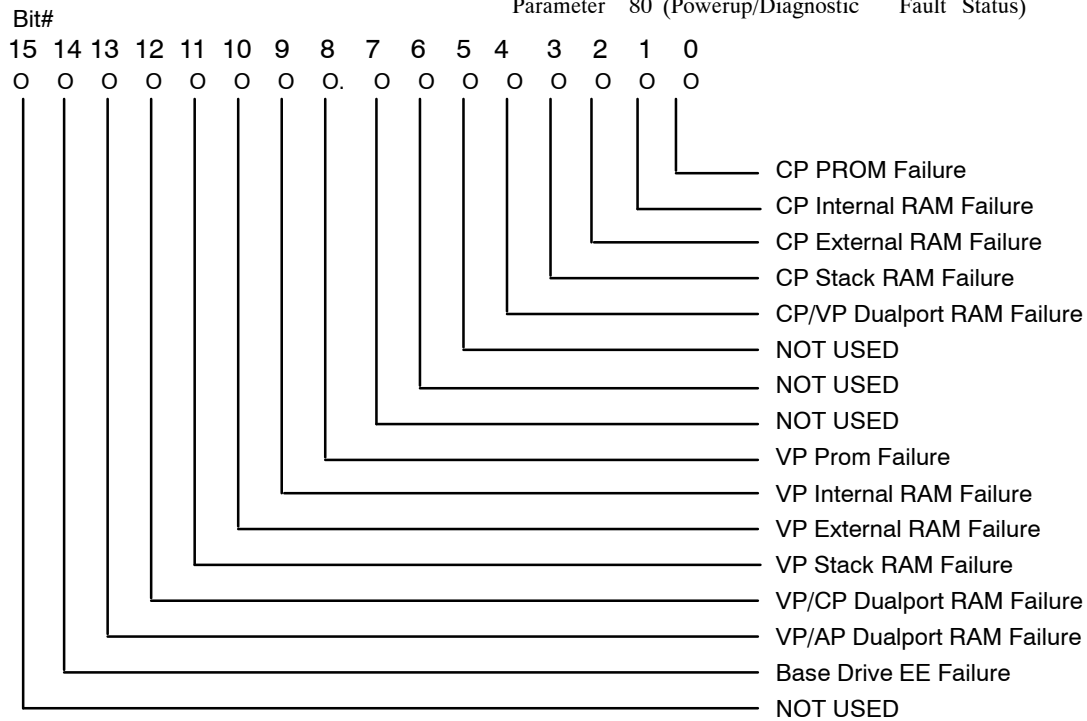 Parameter 80 (Powerup/Diagnostic Fault Status)
Bit#
15 14 13 12 11 10 9 8 7 6 5 4 3 2 1 0
O O O O O O O O. O O O O O O O O
CP PROM Failure
CP Internal RAM Failure
CP External RAM Failure
CP Stack RAM Failure
CP/VP Dualport RAM Failure
NOT USED
NOT USED
NOT USED
VP Prom Failure
VP Internal RAM Failure
VP External RAM Failure
VP Stack RAM Failure
VP/CP Dualport RAM Failure
VP/AP Dualport RAM Failure
Base Drive EE Failure
NOT USED